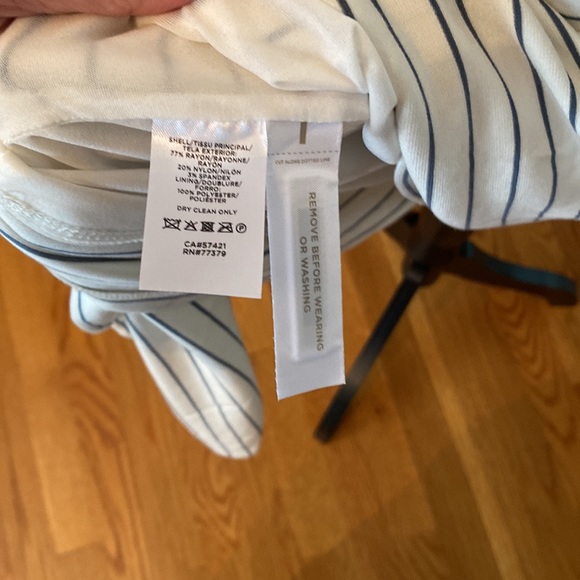 SHELL/TISSU PRINCIPAL/
TELA EXTERIOR:
77% RAYON/RAYONNE/
RAYÓN
20% NYLON/NILÓN
3% SPANDEX
LINING/DOUBLURE/
FORRO:
100% POLYESTER/
POLIÉSTER
DRY CLEAN ONLY
P
CA#57421
RN#77379
CUT ALONG DOTTED LINE
REMOVE BEFORE WEARING
OR WASHING